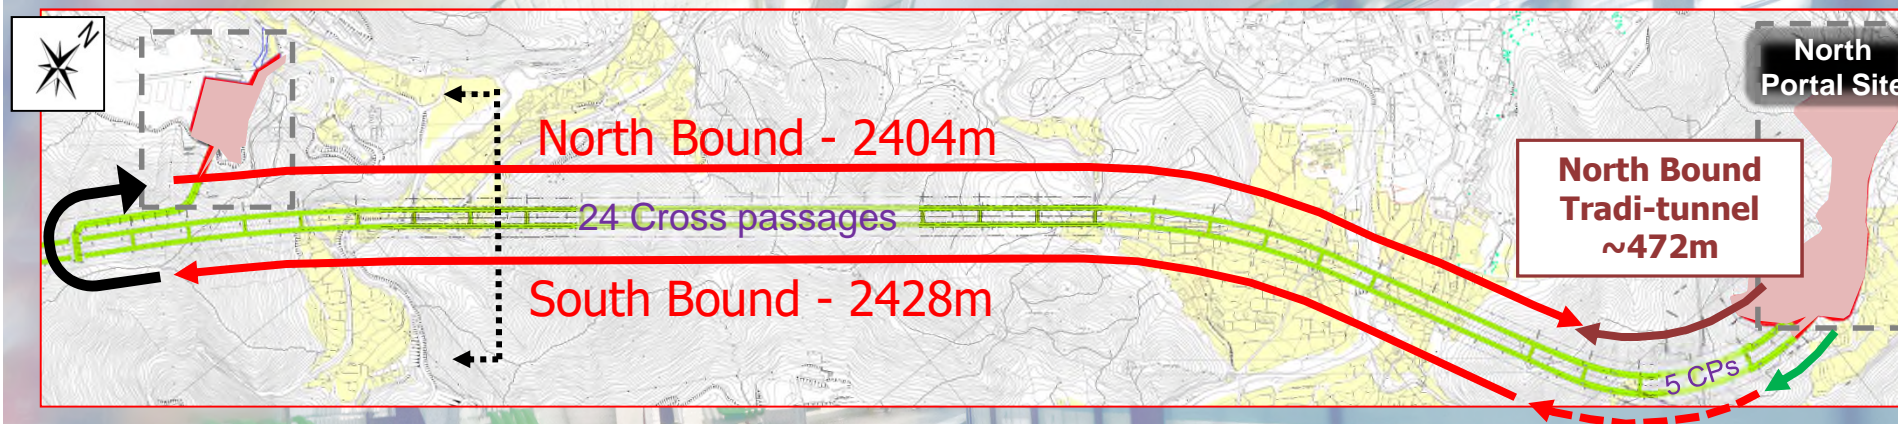 N
North
Portal Site
North Bound - 2404m
North Bound
Tradi-tunnel
~472m
24 Cross passages
South Bound - 2428m
5 CPs